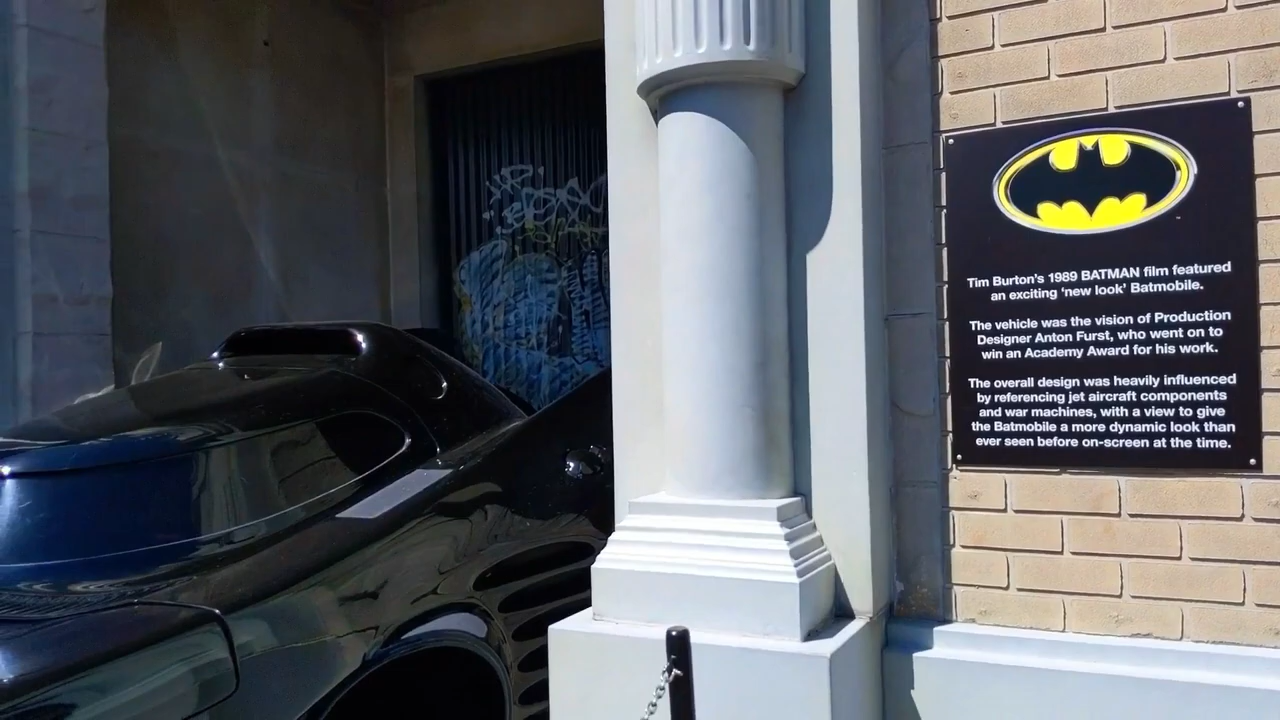 Tim Burton's 1989 BATMAN film featured
an exciting 'new look' Batmobile.
The vehicle was the vision of Production
Designer Anton Furst, who went on to
win an Academy Award for his work.
The overall design was heavily influenced
by referencing jet aircraft components
and war machines, with a view to give
the Batmobile a more dynamic look than
ever seen before on-screen at the time.